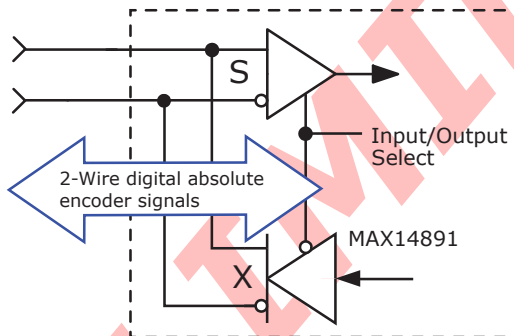 S
Input/Output
Select
2-Wire digital absolute
encoder signals
MAX14891
X